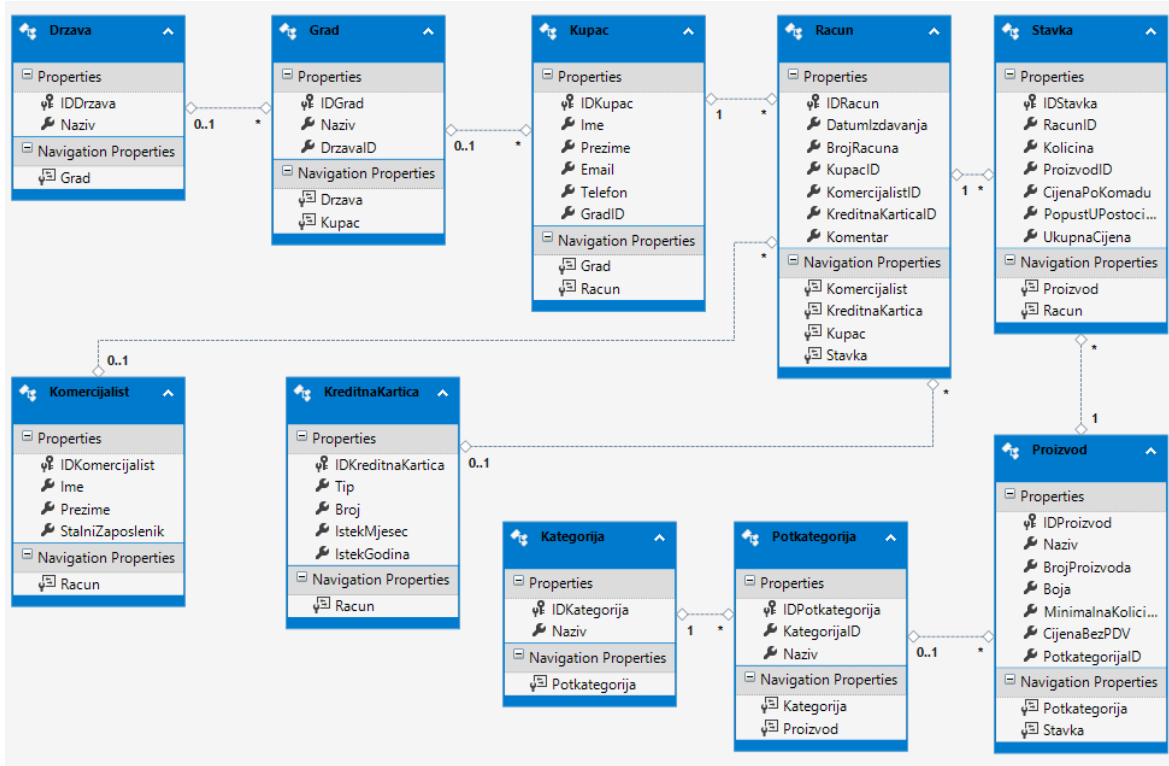 Drzava
Properties
IDDrzava
Naziv
Navigation Properties
Grad
0..1
*
Grad
Properties
IDGrad
Naziv
DrzavaID
Navigation Properties
Drzava
Kupac
0..1
*
Kupac
Properties
IDKupac
Ime
Prezime
Email
Telefon
GradID
Navigation Properties
Grad
Racun
1
*
Racun
Properties
IDRacun
DatumIzdavanja
BrojRacuna
KupacID
KomercijalistID
KreditnaKarticaID
Komentar
Navigation Properties
Komercijalist
KreditnaKartica
Kupac
Stavka
1 *
Stavka
Properties
IDStavka
RacunID
Kolicina
ProizvodID
CijenaPoKomadu
PopustUPostoci...
UkupnaCijena
Navigation Properties
Proizvod
Racun
*
0..1
Komercijalist
Properties
IDKomercijalist
Ime
Prezime
StalniZaposlenik
Navigation Properties
Racun
KreditnaKartica
Properties
IDKreditnaKartica
Tip
Broj
IstekMjesec
IstekGodina
Navigation Properties
Racun
0..1
*
Kategorija
Properties
IDKategorija
Naziv
Navigation Properties
Potkategorija
1
*
Potkategorija
Properties
IDPotkategorija
KategorijaID
Naziv
Navigation Properties
Kategorija
Proizvod
0..1
*
*
1
Proizvod
Properties
IDProizvod
Naziv
BrojProizvoda
Boja
MinimalnaKolici...
CijenaBezPDV
PotkategorijaID
Navigation Properties
Potkategorija
Stavka